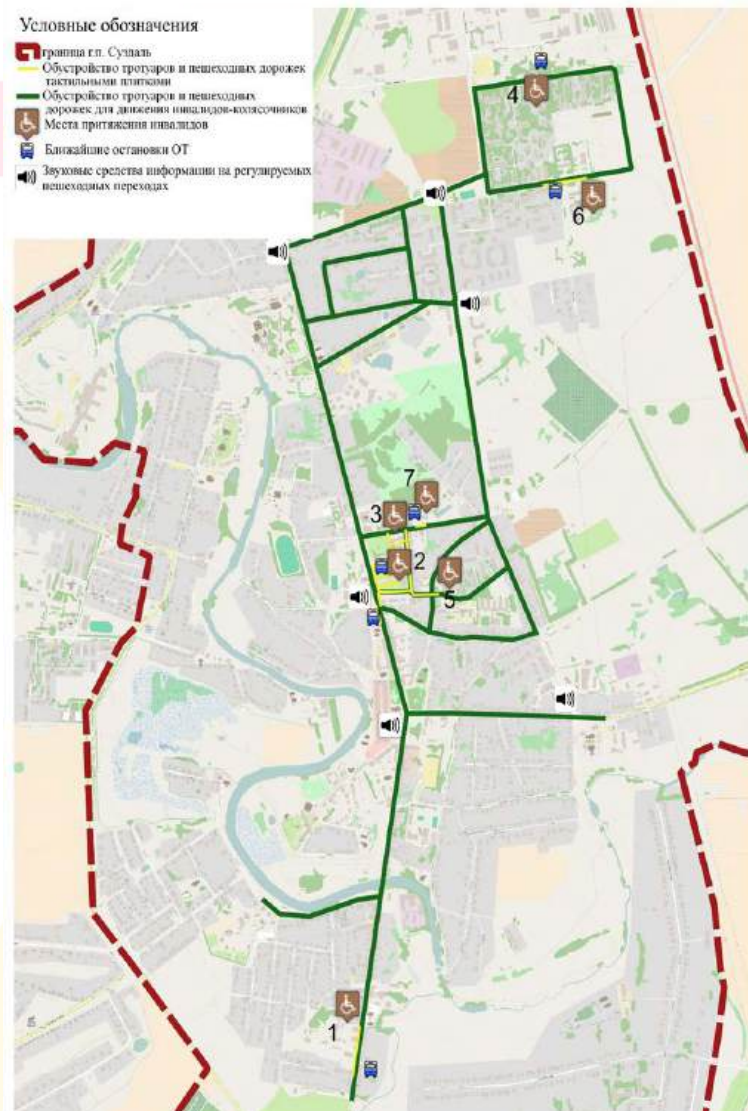 Условные обозначения
граница г.п. Суздаль
Обустройство тротуаров и пешеходных дорожек
тактильными плитками
Обустройство тротуаров и пешеходных
дорожек для движения инвалидов-колясочников
Места притяжения инвалидов
Ближайшие остановки ОТ
Звуковые средства информации на регулируемых
пешеходных переходах
4
6
7
3
2
5
1